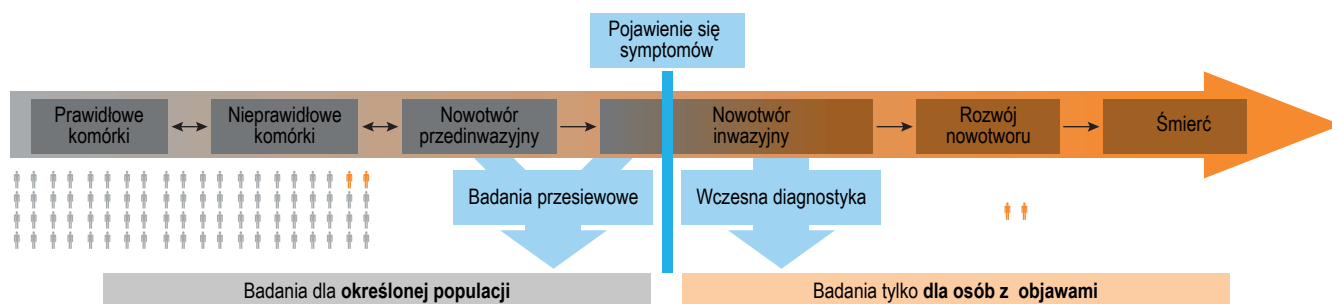 Pojawienie się
symptomów
Prawidłowe
komórki
Nieprawidłowe
komórki
Nowotwór
przedinwazyjny
Nowotwór
inwazyjny
Rozwój
nowotworu
Śmierć
Badania przesiewowe
Wczesna diagnostyka
Badania dla określonej populacji
Badania tylko dla osób z objawami